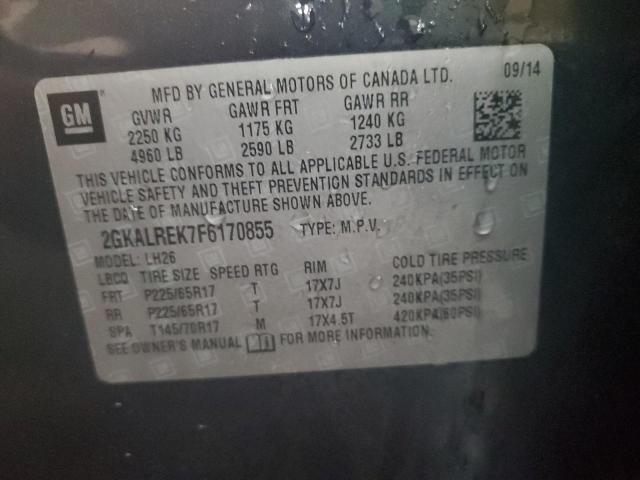 GM
MFD BY GENERAL MOTORS OF CANADA LTD. 09/14
GVWR GAWR FRT GAWR RR
2250 KG 1175 KG 1240 KG
4960 LB 2590 LB 2733 LB
THIS VEHICLE CONFORMS TO ALL APPLICABLE U.S. FEDERAL MOTOR
VEHICLE SAFETY AND THEFT PREVENTION STANDARDS IN EFFECT ON
THE DATE OF MANUFACTURE SHOWN ABOVE.
2GKALREK7F6170855 TYPE: M.P.V.
MODEL: LH26
LBCQ TIRE SIZE SPEED RTG RIM COLD TIRE PRESSURE
FRT P225/65R17 T 17X7J 240KPA(35PSI)
RR P225/65R17 T 17X7J 240KPA(35PSI)
SPA T145/70R17 M 17X4.5T 420KPA(60PSI)
SEE OWNER'S MANUAL FOR MORE INFORMATION.